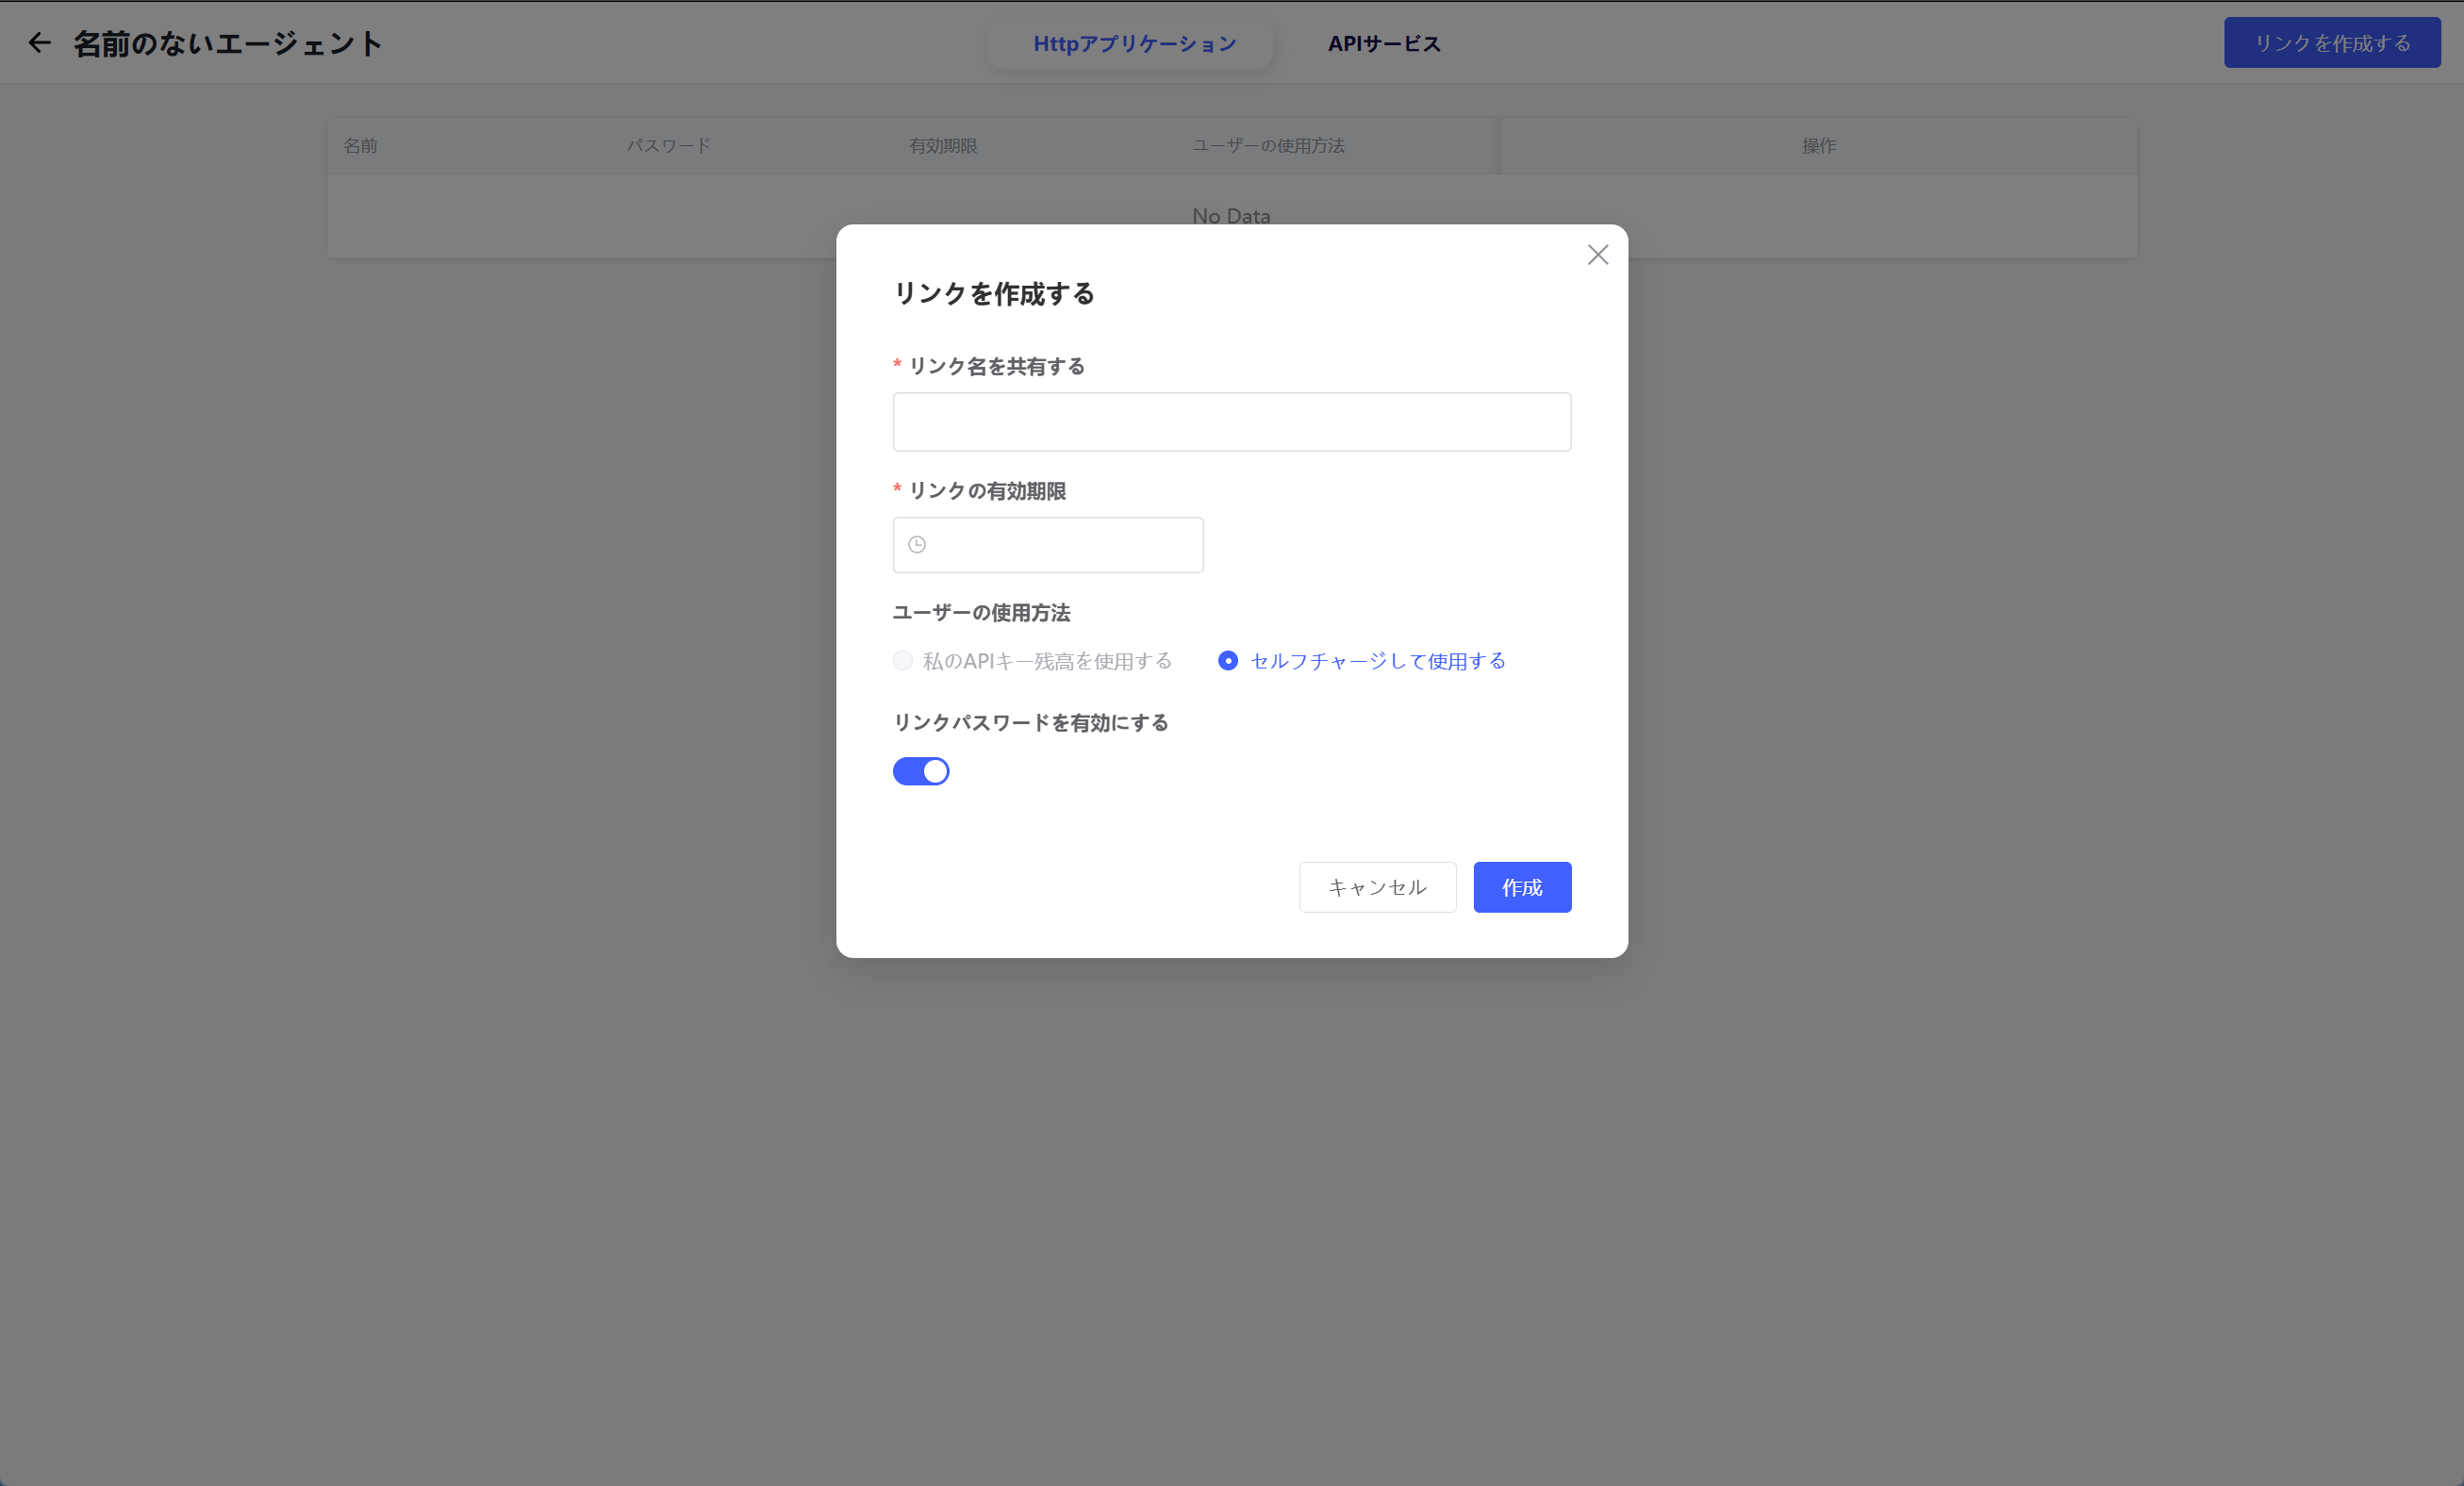 名前のないエージェント
Httpアプリケーション
APIサービス
リンクを作成する
名前 パスワード 有効期限 ユーザーの使用方法 操作
No Data
リンクを作成する
* リンク名を共有する
* リンクの有効期限
ユーザーの使用方法
私のAPIキー残高を使用する セルフチャージして使用する
リンクパスワードを有効にする
キャンセル 作成